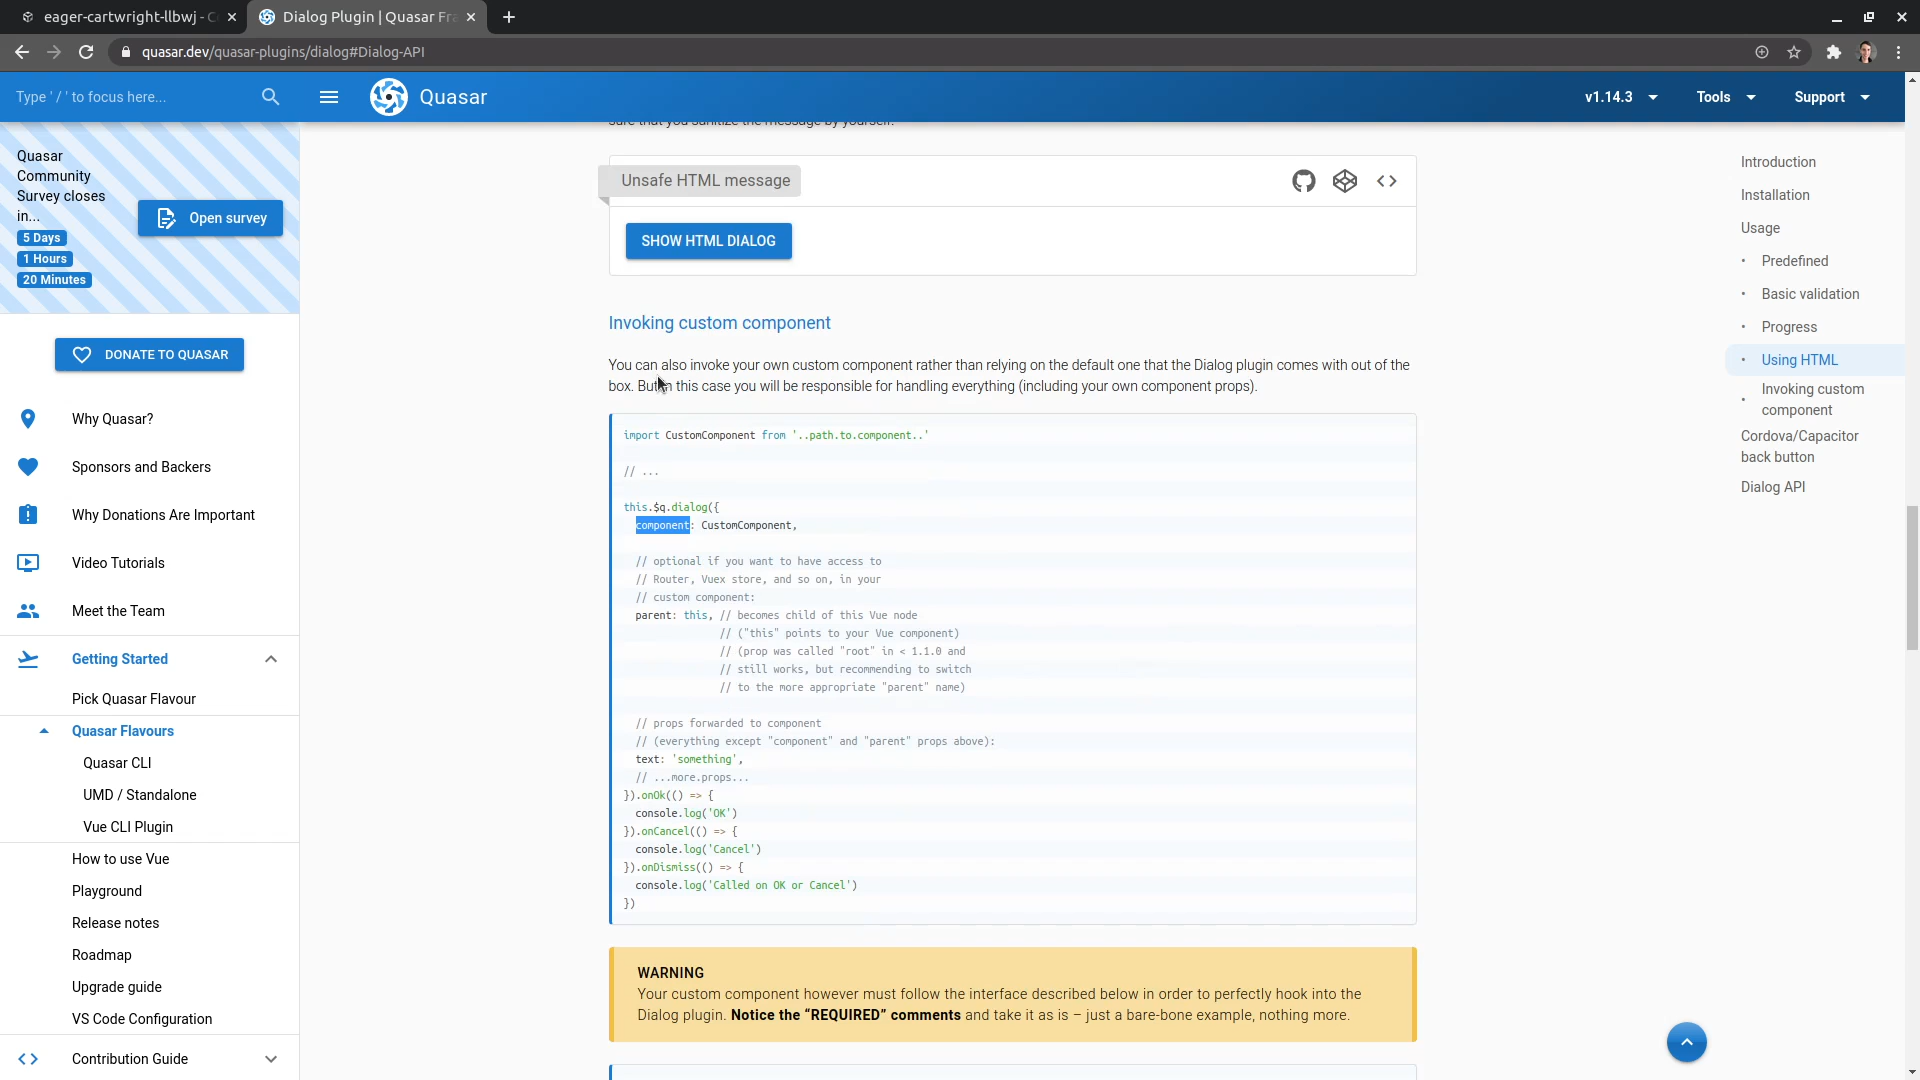 eager-cartwright-llbwj - C
Dialog Plugin | Quasar Fr
quasar.dev/quasar-plugins/dialog#Dialog-API
Type ' / ' to focus here...
Quasar
v1.14.3
Tools
Support
Quasar
Community
Survey closes
in...
5 Days
1 Hours
20 Minutes
Open survey
DONATE TO QUASAR
Why Quasar?
Sponsors and Backers
Why Donations Are Important
Video Tutorials
Meet the Team
Getting Started
Pick Quasar Flavour
Quasar Flavours
Quasar CLI
UMD / Standalone
Vue CLI Plugin
How to use Vue
Playground
Release notes
Roadmap
Upgrade guide
VS Code Configuration
Contribution Guide
sure that you sanitize the message by yourself.
Unsafe HTML message
SHOW HTML DIALOG
Invoking custom component
You can also invoke your own custom component rather than relying on the default one that the Dialog plugin comes with out of the
box. But in this case you will be responsible for handling everything (including your own component props).
import CustomComponent from '..path.to.component..'
// ...
this.$q.dialog({
component: CustomComponent,
// optional if you want to have access to
// Router, Vuex store, and so on, in your
// custom component:
parent: this, // becomes child of this Vue node
// ("this" points to your Vue component)
// (prop was called "root" in < 1.1.0 and
// still works, but recommending to switch
// to the more appropriate "parent" name)
// props forwarded to component
// (everything except "component" and "parent" props above):
text: 'something',
// ...more.props...
}).onOk(() => {
console.log('OK')
}).onCancel(() => {
console.log('Cancel')
}).onDismiss(() => {
console.log('Called on OK or Cancel')
})
WARNING
Your custom component however must follow the interface described below in order to perfectly hook into the
Dialog plugin. Notice the “REQUIRED” comments and take it as is – just a bare-bone example, nothing more.
Introduction
Installation
Usage
• Predefined
• Basic validation
• Progress
• Using HTML
• Invoking custom
component
Cordova/Capacitor
back button
Dialog API